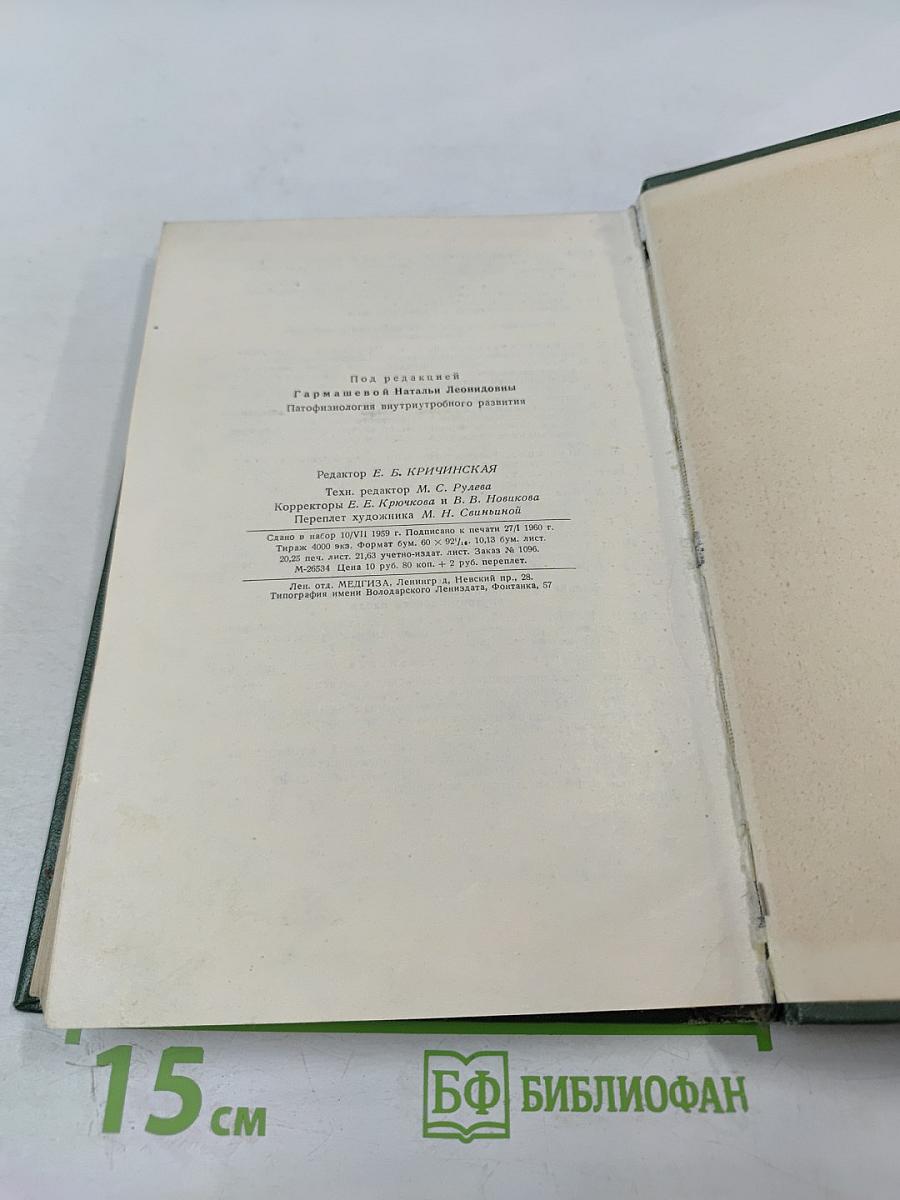 Под редакцией
Гармашевой Натальи Леонидовны
Патофизиология внутриутробного развития
Редактор Е. Б. КРИЧИНСКАЯ
Техн. редактор М. С. Рулева
Корректоры Е. Е. Крючкова и В. В. Новикова
Переплет художника М. Н. Свиньиной
Сдано в набор 10/VII 1959 г. Подписано к печати 27/I 1960 г.
Тираж 4000 экз. Формат бум. 60 × 92¹/₁₆. 10,13 бум. лист.
20,25 печ. лист. 21,63 учетно-издат. лист. Заказ № 1096.
М-26534 Цена 10 руб. 80 коп. + 2 руб. переплет.
Лен. отд. МЕДГИЗА, Ленингр д, Невский пр., 28.
Типография имени Володарского Лениздата, Фонтанка, 57
15 см
БФ БИБЛИОФАН